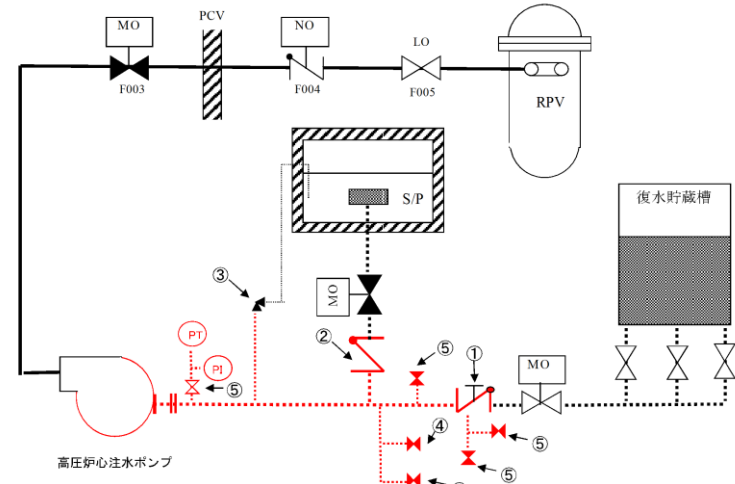 PCV
MO
NO
LO
F003
F004
F005
RPV
S/P
復水貯蔵槽
MO
③
②
PT
PI
⑤
⑤
①
MO
④
⑤
⑤
高圧炉心注水ポンプ